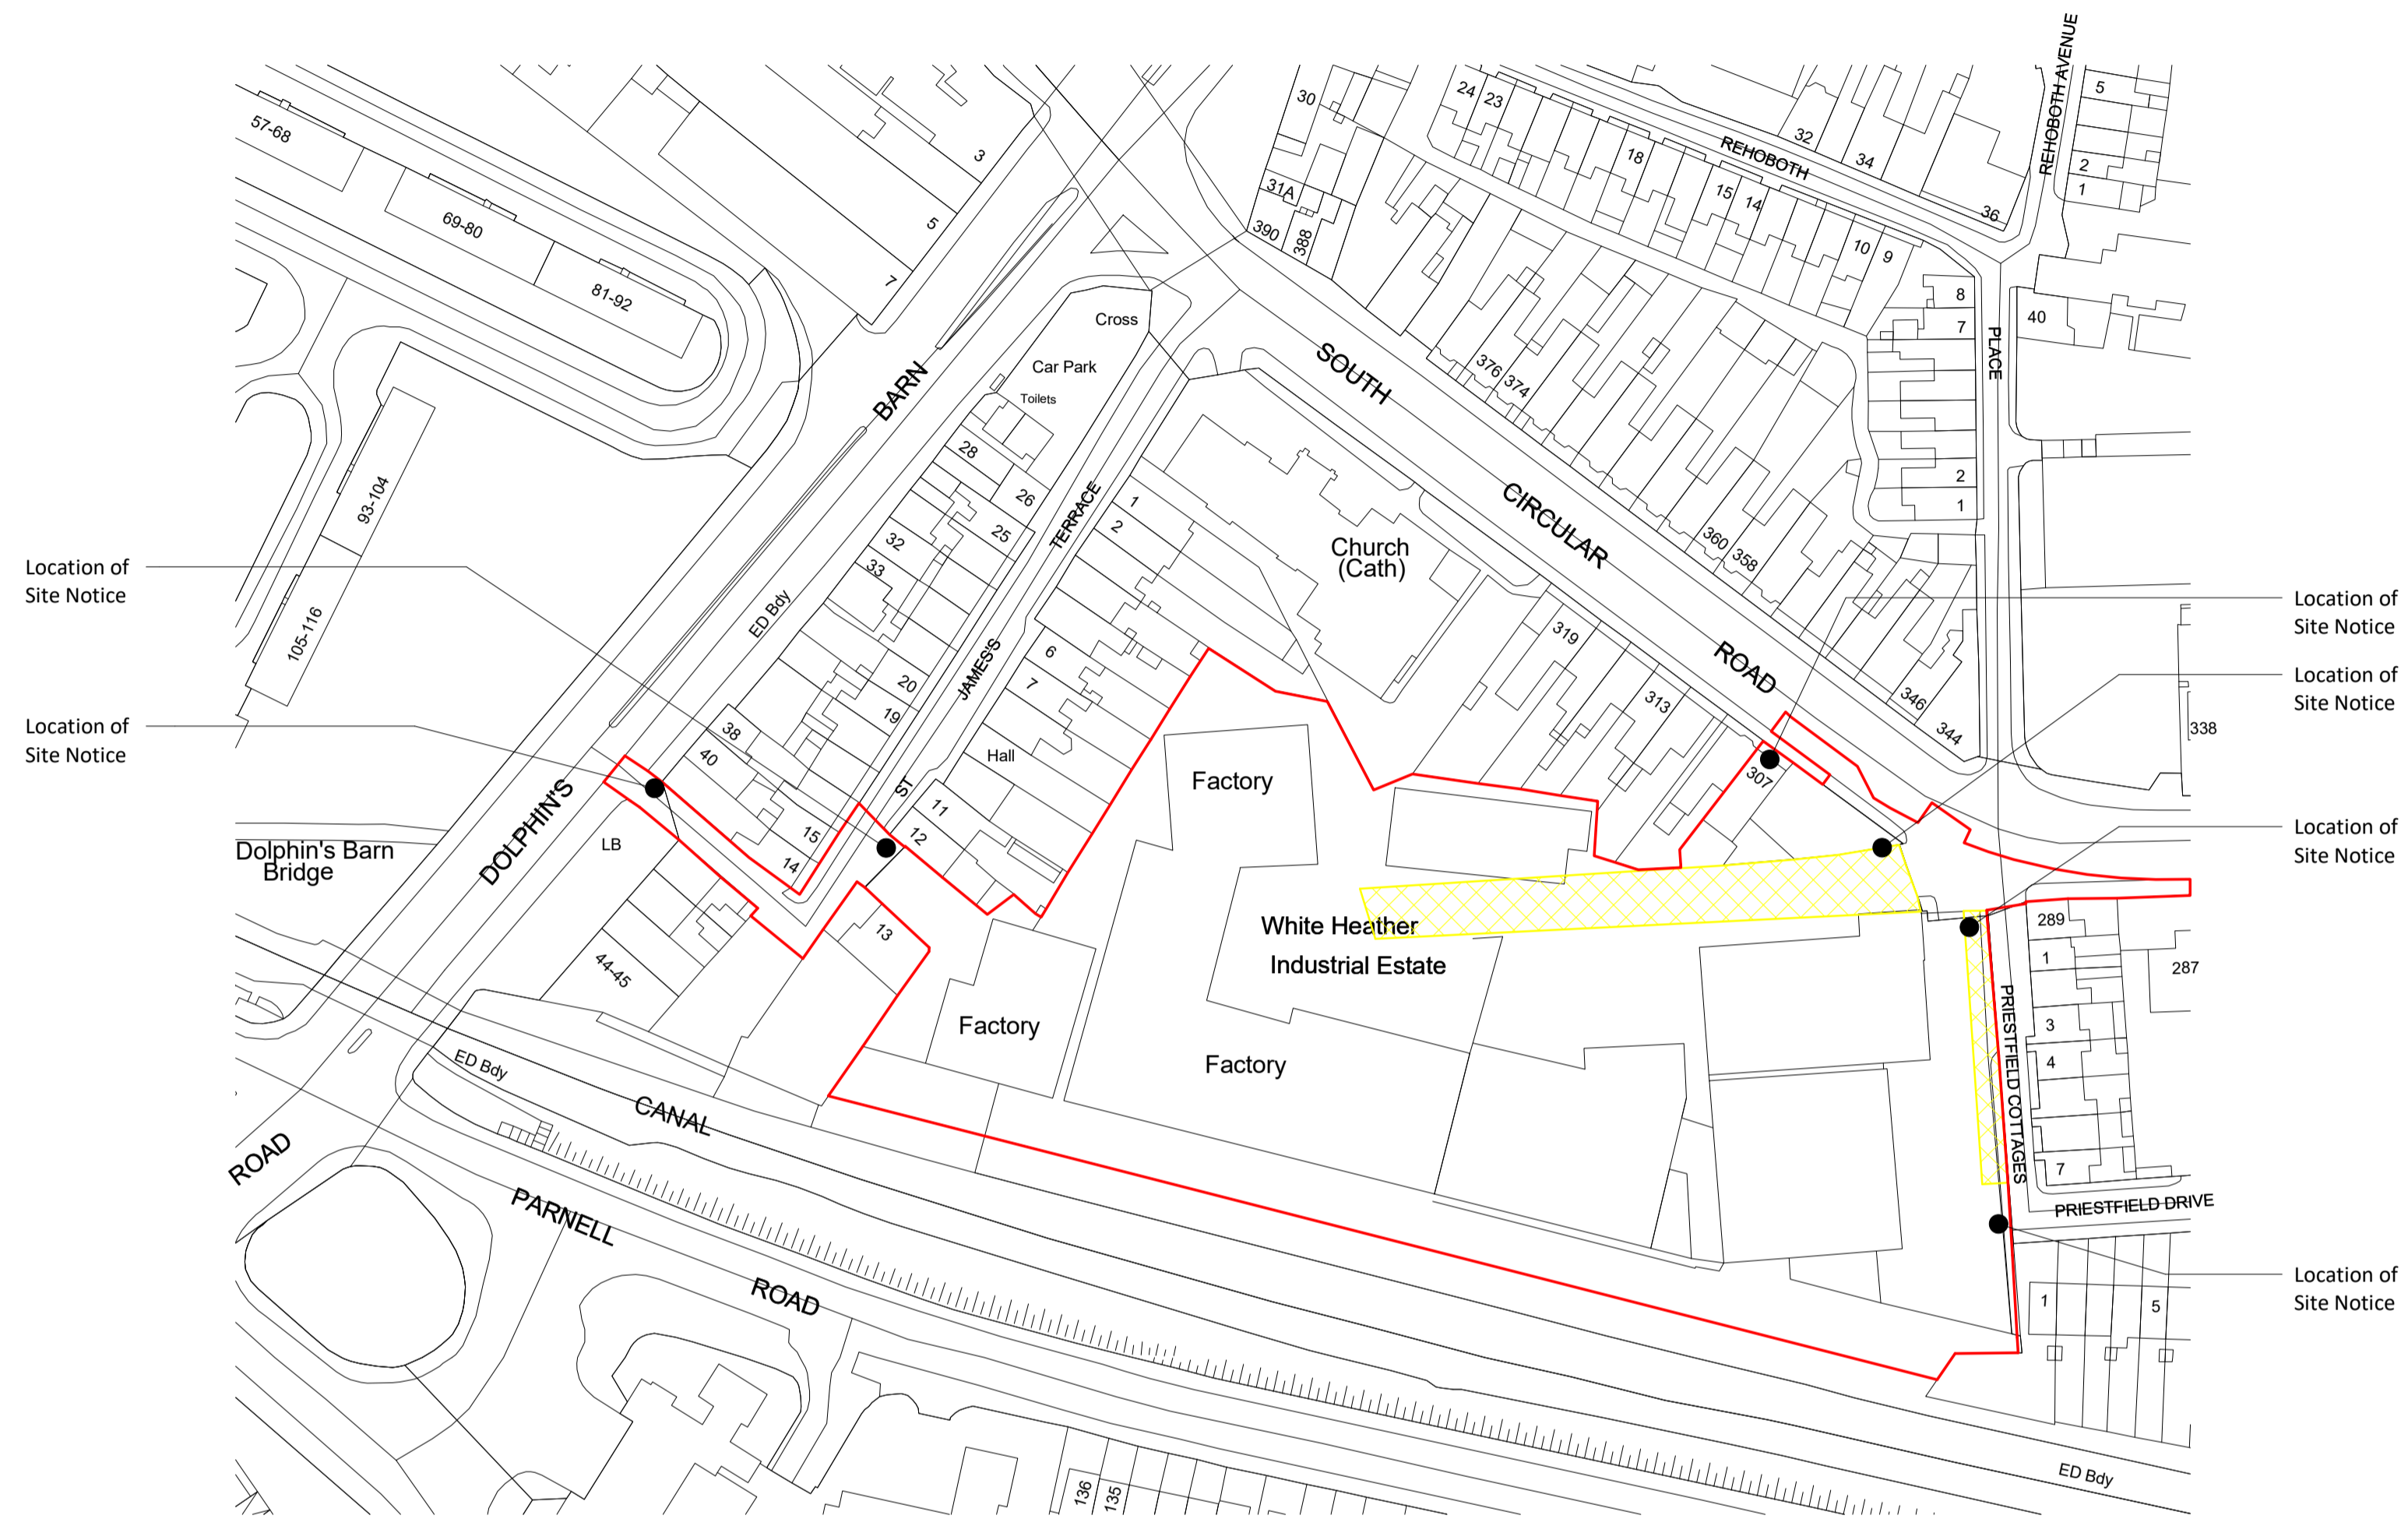 REHOBOTH AVENUE
57-68
69-80
81-92
3
5
7
30
31A
390
388
24
23
18
15
14
10
9
REHOBOTH
32
34
36
5
2
1
8
7
PLACE
40
2
1
Cross
Car Park
Toilets
BARN
SOUTH
376
374
CIRCULAR
360
358
ROAD
346
344
338
93-104
105-116
28
26
25
32
33
ED Bdy
20
19
38
40
15
14
TERRACE
JAMES'S
ST
1
2
6
7
Hall
11
12
13
Church
(Cath)
319
313
307
Location of
Site Notice
Location of
Site Notice
Location of
Site Notice
Location of
Site Notice
Location of
Site Notice
Location of
Site Notice
DOLPHIN'S
LB
Dolphin's Barn
Bridge
44-45
Factory
Factory
Factory
White Heather
Industrial Estate
289
1
3
4
7
287
PRIESTFIELD COTTAGES
PRIESTFIELD DRIVE
1
5
ED Bdy
CANAL
ROAD
PARNELL
ROAD
136
135
ED Bdy